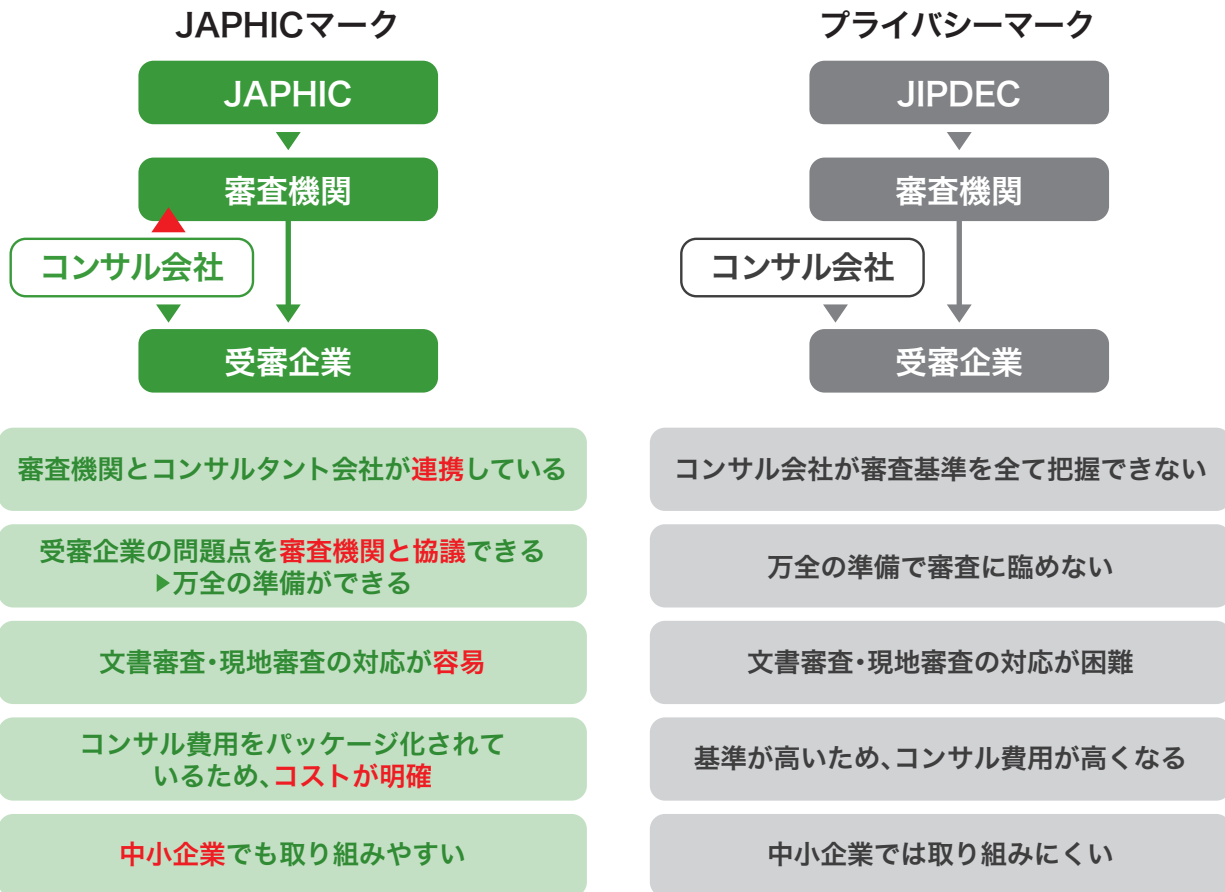 JAPHICマーク
JAPHIC
審査機関
コンサル会社
受審企業
審査機関とコンサルタント会社が連携している
受審企業の問題点を審査機関と協議できる
▶万全の準備ができる
文書審査・現地審査の対応が容易
コンサル費用をパッケージ化されて
いるため、コストが明確
中小企業でも取り組みやすい
プライバシーマーク
JIPDEC
審査機関
コンサル会社
受審企業
コンサル会社が審査基準を全て把握できない
万全の準備で審査に臨めない
文書審査・現地審査の対応が困難
基準が高いため、コンサル費用が高くなる
中小企業では取り組みにくい